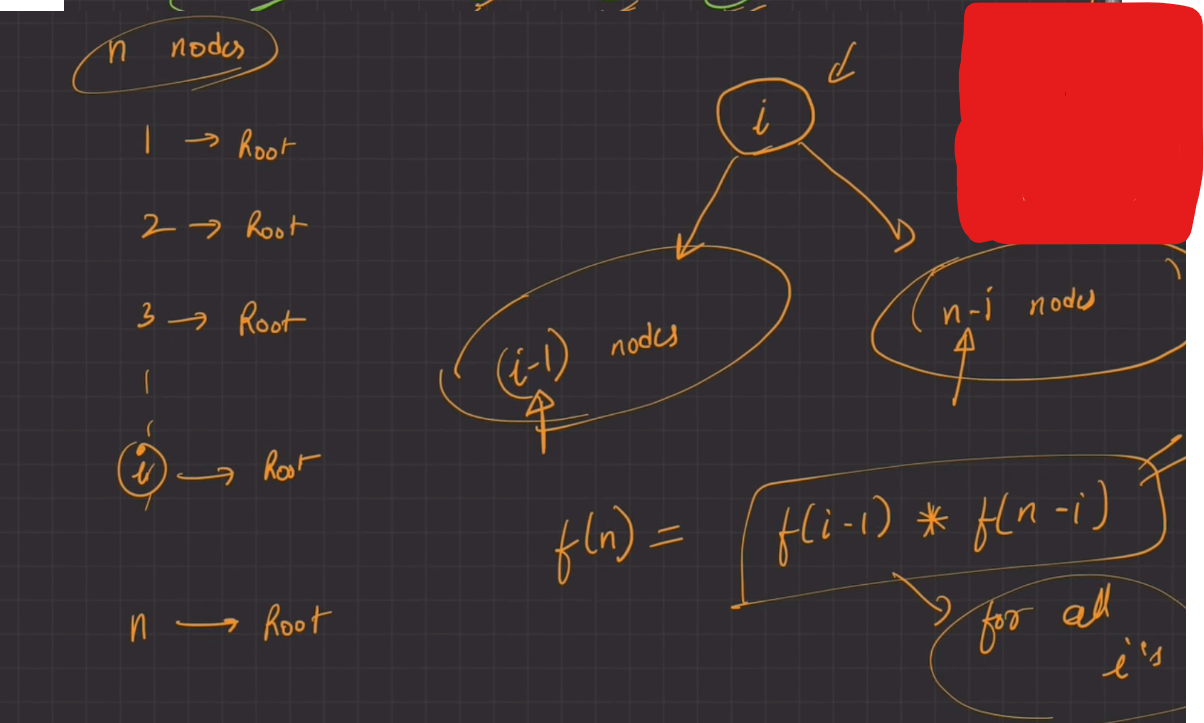 n nodes
1 → Root
2 → Root
3 → Root
i → Root
n → Root
i
(i-1) nodes
(n-i nodes)
f(n) = f(i-1) * f(n-i)
for all
i's